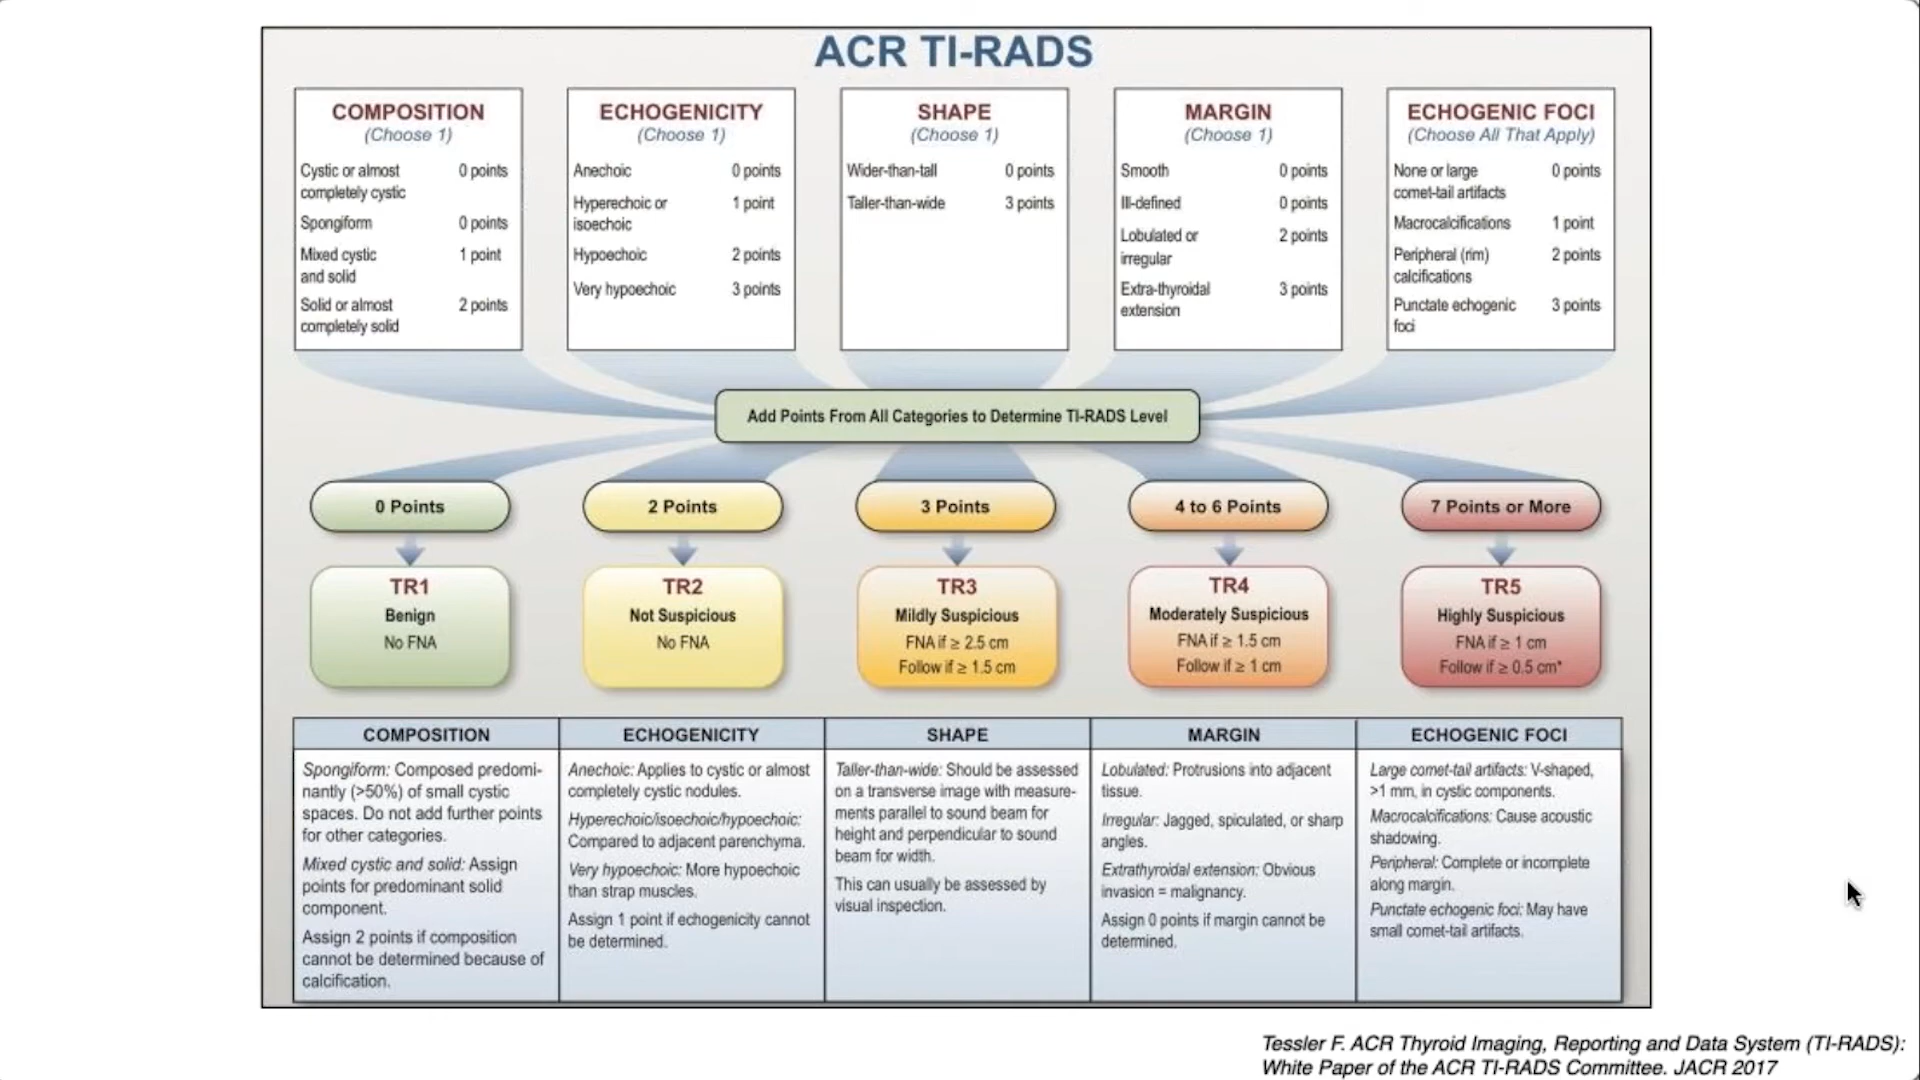 ACR TI-RADS
COMPOSITION
(Choose 1)
Cystic or almost 0 points
completely cystic
Spongiform 0 points
Mixed cystic 1 point
and solid
Solid or almost 2 points
completely solid
ECHOGENICITY
(Choose 1)
Anechoic 0 points
Hyperechoic or 1 point
isoechoic
Hypoechoic 2 points
Very hypoechoic 3 points
SHAPE
(Choose 1)
Wider-than-tall 0 points
Taller-than-wide 3 points
MARGIN
(Choose 1)
Smooth 0 points
Ill-defined 0 points
Lobulated or 2 points
irregular
Extra-thyroidal 3 points
extension
ECHOGENIC FOCI
(Choose All That Apply)
None or large 0 points
comet-tail artifacts
Macrocalcifications 1 point
Peripheral (rim) 2 points
calcifications
Punctate echogenic 3 points
foci
Add Points From All Categories to Determine TI-RADS Level
0 Points
2 Points
3 Points
4 to 6 Points
7 Points or More
TR1
Benign
No FNA
TR2
Not Suspicious
No FNA
TR3
Mildly Suspicious
FNA if ≥ 2.5 cm
Follow if ≥ 1.5 cm
TR4
Moderately Suspicious
FNA if ≥ 1.5 cm
Follow if ≥ 1 cm
TR5
Highly Suspicious
FNA if ≥ 1 cm
Follow if ≥ 0.5 cm*
COMPOSITION
Spongiform: Composed predomi-
nantly (>50%) of small cystic
spaces. Do not add further points
for other categories.
Mixed cystic and solid: Assign
points for predominant solid
component.
Assign 2 points if composition
cannot be determined because of
calcification.
ECHOGENICITY
Anechoic: Applies to cystic or almost
completely cystic nodules.
Hyperechoic/isoechoic/hypoechoic:
Compared to adjacent parenchyma.
Very hypoechoic: More hypoechoic
than strap muscles.
Assign 1 point if echogenicity cannot
be determined.
SHAPE
Taller-than-wide: Should be assessed
on a transverse image with measure-
ments parallel to sound beam for
height and perpendicular to sound
beam for width.
This can usually be assessed by
visual inspection.
MARGIN
Lobulated: Protrusions into adjacent
tissue.
Irregular: Jagged, spiculated, or sharp
angles.
Extrathyroidal extension: Obvious
invasion = malignancy.
Assign 0 points if margin cannot be
determined.
ECHOGENIC FOCI
Large comet-tail artifacts: V-shaped,
>1 mm, in cystic components.
Macrocalcifications: Cause acoustic
shadowing.
Peripheral: Complete or incomplete
along margin.
Punctate echogenic foci: May have
small comet-tail artifacts.
Tessler F. ACR Thyroid Imaging, Reporting and Data System (TI-RADS):
White Paper of the ACR TI-RADS Committee. JACR 2017